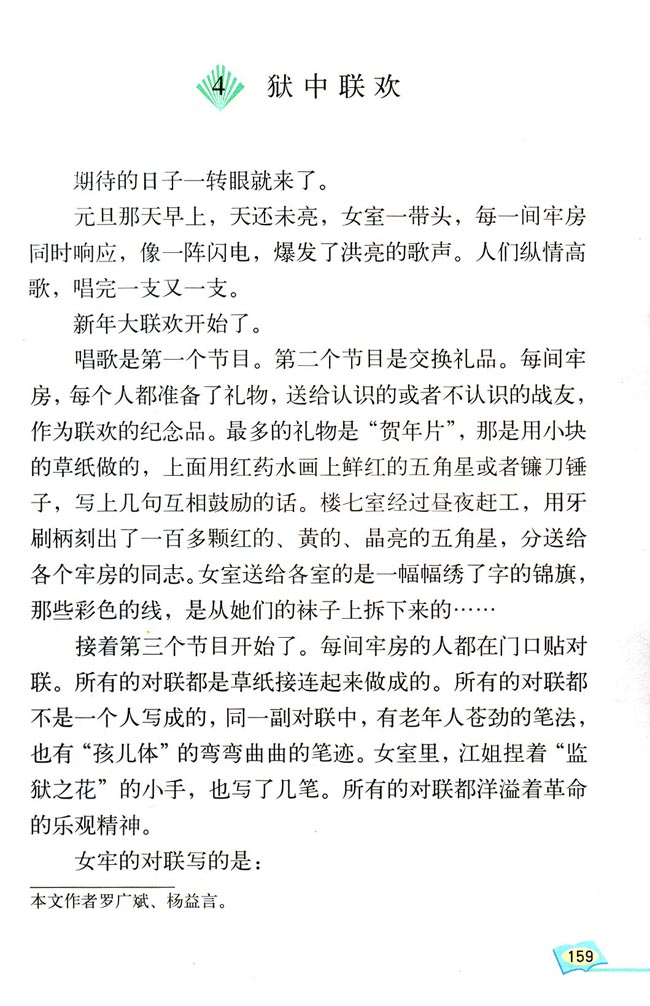 4 狱中联欢
期待的日子一转眼就来了。
元旦那天早上，天还未亮，女室一带头，每一间牢房
同时响应，像一阵闪电，爆发了洪亮的歌声。人们纵情高
歌，唱完一支又一支。
新年大联欢开始了。
唱歌是第一个节目。第二个节目是交换礼品。每间牢
房，每个人都准备了礼物，送给认识的或者不认识的战友，
作为联欢的纪念品。最多的礼物是“贺年片”，那是用小块
的草纸做的，上面用红药水画上鲜红的五角星或者镰刀锤
子，写上几句互相鼓励的话。楼七室经过昼夜赶工，用牙
刷柄刻出了一百多颗红的、黄的、晶亮的五角星，分送给
各个牢房的同志。女室送给各室的是一幅幅绣了字的锦旗，
那些彩色的线，是从她们的袜子上拆下来的……
接着第三个节目开始了。每间牢房的人都在门口贴对
联。所有的对联都是草纸接连起来做成的。所有的对联都
不是一个人写成的，同一副对联中，有老年人苍劲的笔法，
也有“孩儿体”的弯弯曲曲的笔迹。女室里，江姐捏着“监
狱之花”的小手，也写了几笔。所有的对联都洋溢着革命
的乐观精神。
女牢的对联写的是：
本文作者罗广斌、杨益言。
159